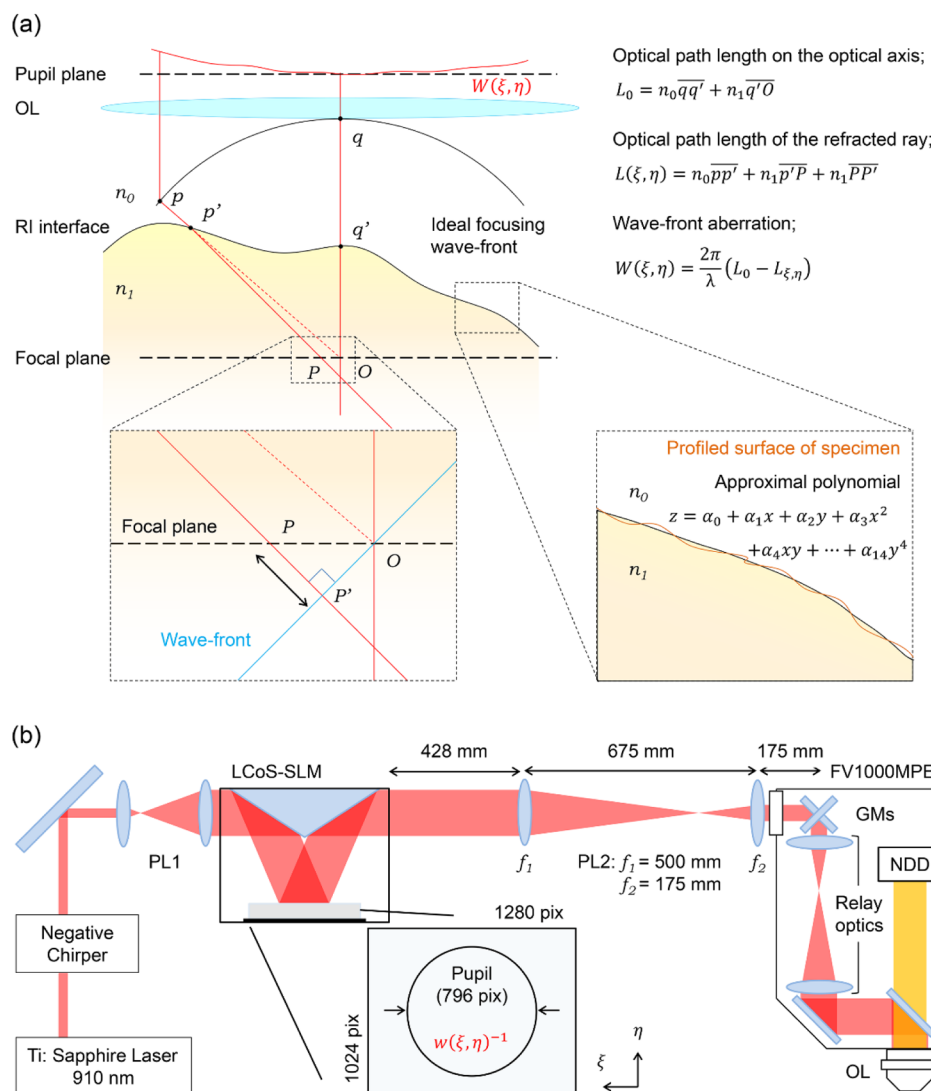 (a)
Pupil plane
W(ξ, η)
OL
q
n₀
p
p'
RI interface
q'
Ideal focusing
wave-front
n₁
Focal plane
P
O
Optical path length on the optical axis;
L₀ = n₀qq' + n₁q'O
Optical path length of the refracted ray;
L(ξ, η) = n₀pp' + n₁p'P + n₁PP'
Wave-front aberration;
W(ξ, η) = 2π/λ (L₀ − L_ξ,η)
Focal plane
P
O
P'
Wave-front
Profiled surface of specimen
n₀
Approximal polynomial
z = α₀ + α₁x + α₂y + α₃x²
+α₄xy + ⋯ + α₁₄y⁴
n₁
(b)
428 mm
675 mm
175 mm
LCoS-SLM
FV1000MPE
GMs
PL1
f₁
PL2: f₁ = 500 mm
f₂ = 175 mm
f₂
NDD
Relay
optics
Negative
Chirper
1280 pix
Pupil
(796 pix)
w(ξ, η)⁻¹
1024 pix
η
ξ
Ti: Sapphire Laser
910 nm
OL